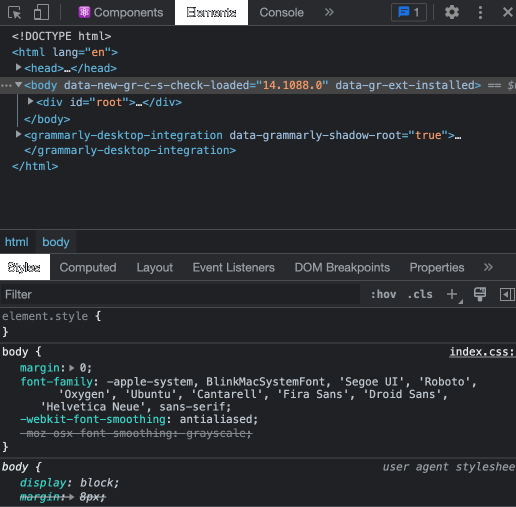 Components Elements Console » 1
<!DOCTYPE html>
<html lang="en">
<head>…</head>
<body data-new-gr-c-s-check-loaded="14.1088.0" data-gr-ext-installed> ==
<div id="root">…</div>
</body>
<grammarly-desktop-integration data-grammarly-shadow-root="true">…
</grammarly-desktop-integration>
</html>
html body
Styles Computed Layout Event Listeners DOM Breakpoints Properties »
Filter :hov .cls +
element.style {
}
body { index.css:
margin: 0;
font-family: -apple-system, BlinkMacSystemFont, 'Segoe UI', 'Roboto',
'Oxygen', 'Ubuntu', 'Cantarell', 'Fira Sans', 'Droid Sans',
'Helvetica Neue', sans-serif;
-webkit-font-smoothing: antialiased;
-moz-osx-font-smoothing: grayscale;
}
body { user agent styleshee
display: block;
margin: 8px;